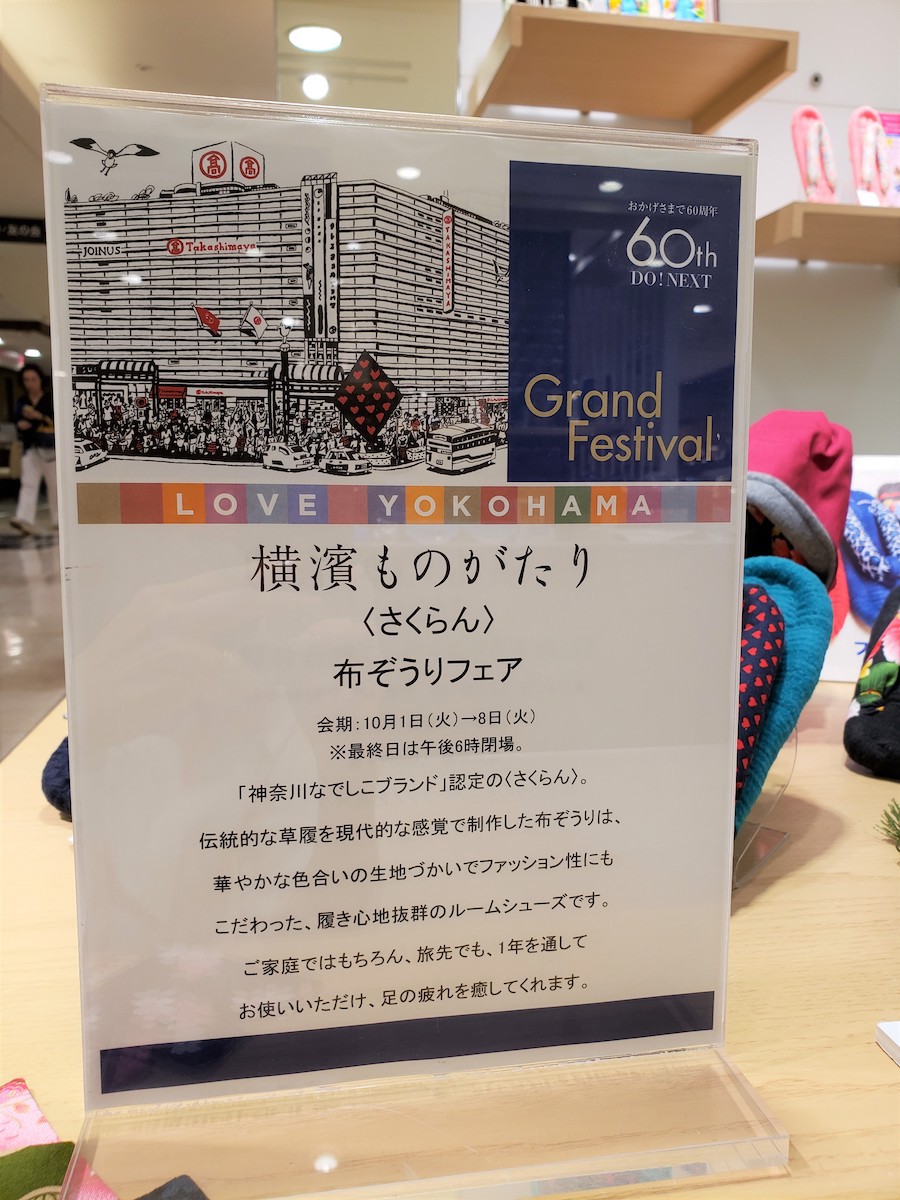 高 高
JOINUS
高 Takashimaya
TAKASHIMAYA
おかげさまで60周年
60th
DO! NEXT
Grand
Festival
LOVE YOKOHAMA
横濱ものがたり
〈さくらん〉
布ぞうりフェア
会期：10月1日（火）→8日（火）
※最終日は午後6時閉場。
「神奈川なでしこブランド」認定の〈さくらん〉。
伝統的な草履を現代的な感覚で制作した布ぞうりは、
華やかな色合いの生地づかいでファッション性にも
こだわった、履き心地抜群のルームシューズです。
ご家庭ではもちろん、旅先でも、1年を通して
お使いいただけ、足の疲れを癒してくれます。